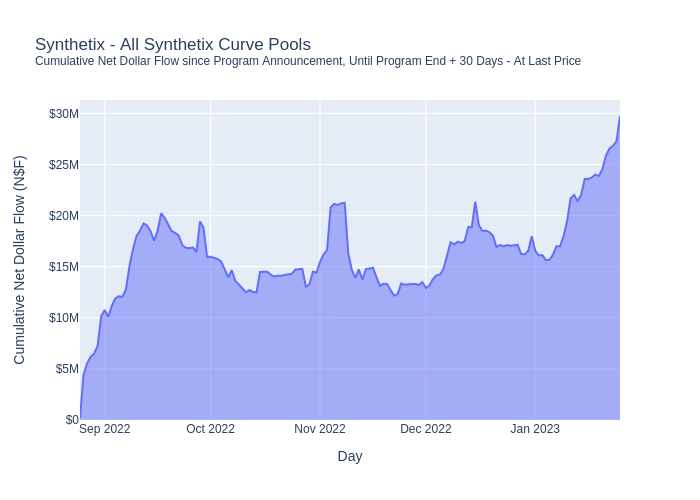 Synthetix - All Synthetix Curve Pools
Cumulative Net Dollar Flow since Program Announcement, Until Program End + 30 Days - At Last Price
Cumulative Net Dollar Flow (N$F)
$30M
$25M
$20M
$15M
$10M
$5M
$0
Sep 2022 Oct 2022 Nov 2022 Dec 2022 Jan 2023
Day